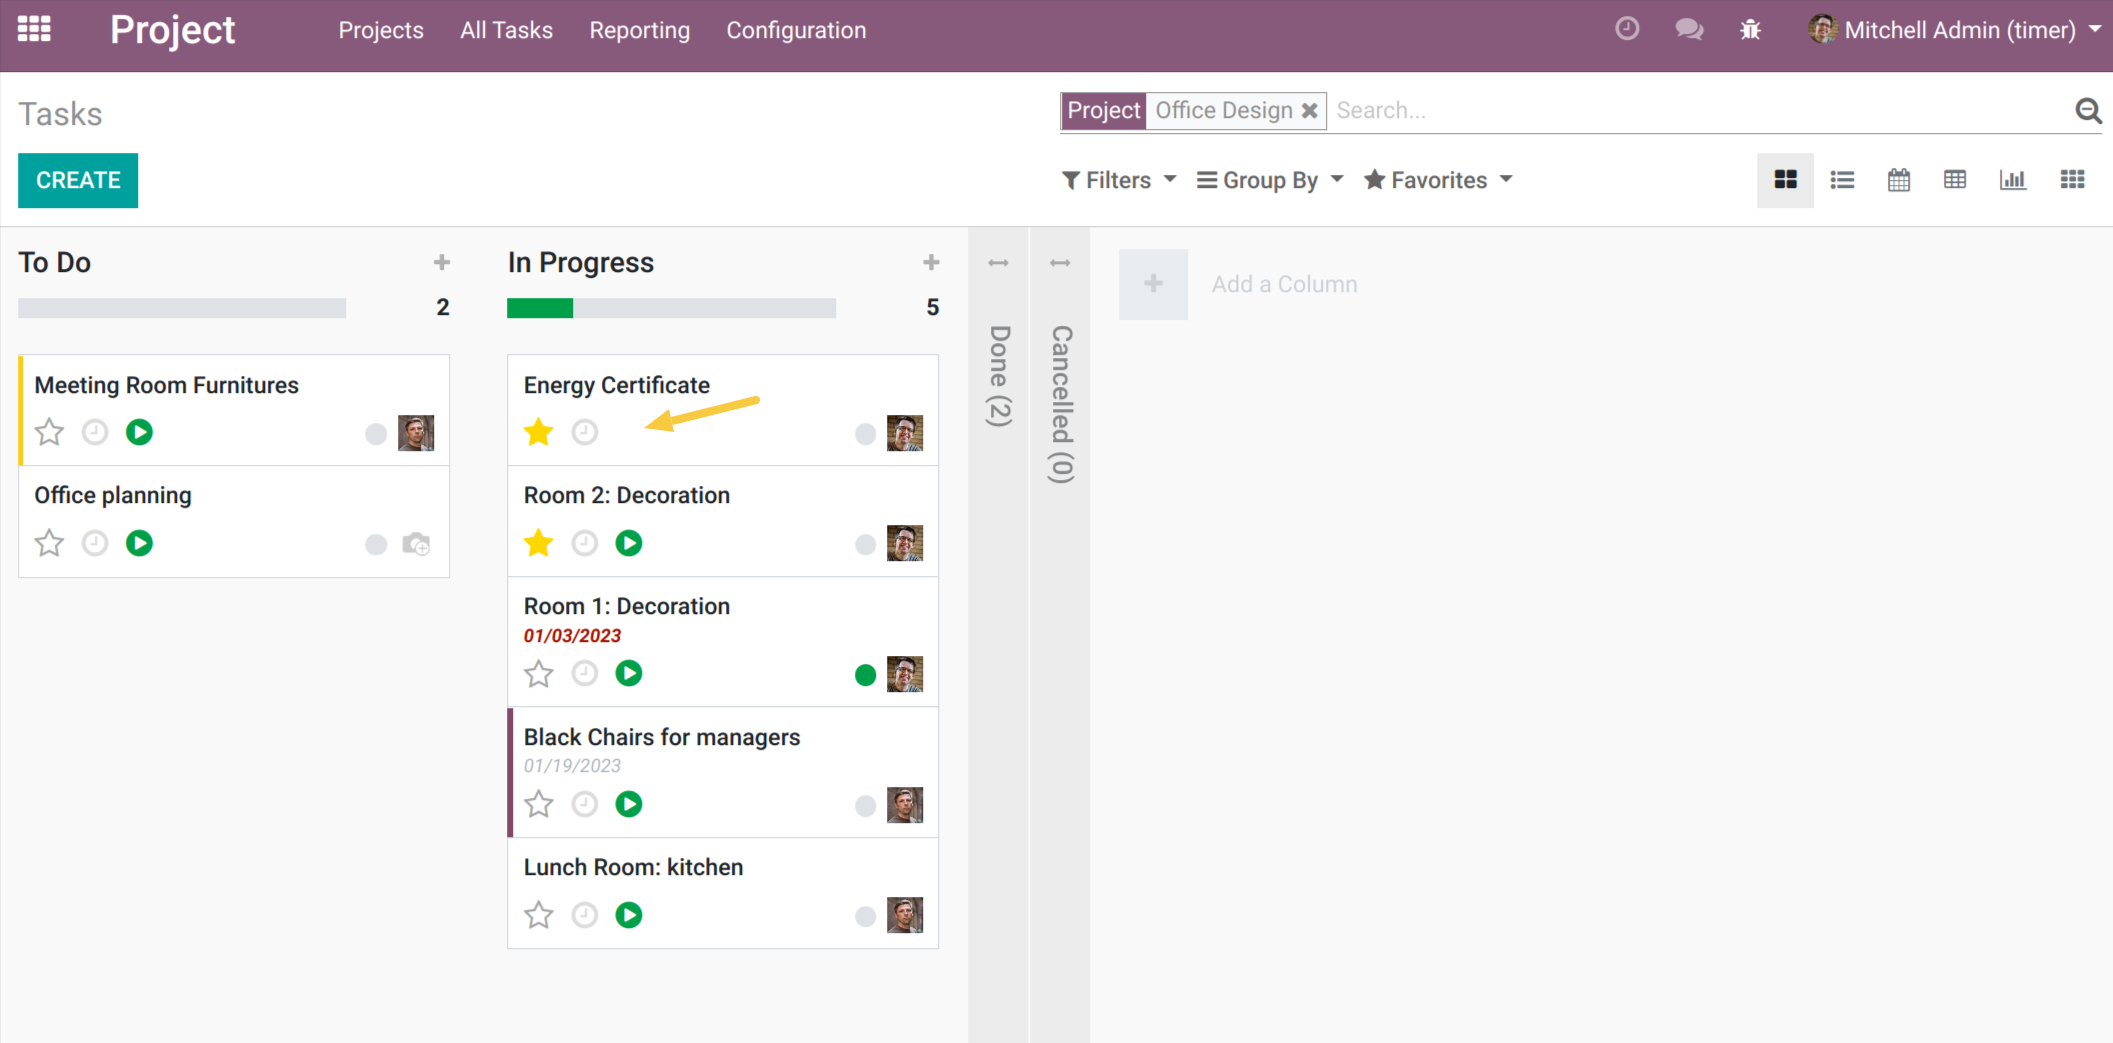 Project
Projects
All Tasks
Reporting
Configuration
Mitchell Admin (timer)
Tasks
Project
Office Design
Search...
CREATE
Filters
Group By
Favorites
To Do
2
Meeting Room Furnitures
Office planning
In Progress
5
Energy Certificate
Room 2: Decoration
Room 1: Decoration
01/03/2023
Black Chairs for managers
01/19/2023
Lunch Room: kitchen
Done (2)
Cancelled (0)
Add a Column